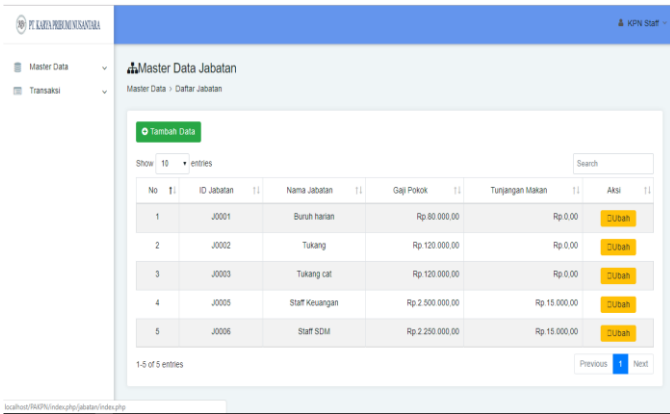 PT. KARYA PRIBUMI NUSANTARA
KPN Staff
Master Data
Transaksi
Master Data Jabatan
Master Data > Daftar Jabatan
Tambah Data
Show 10 entries
Search
No ID Jabatan Nama Jabatan Gaji Pokok Tunjangan Makan Aksi
1 J0001 Buruh harian Rp.80.000,00 Rp.0,00 Ubah
2 J0002 Tukang Rp.120.000,00 Rp.0,00 Ubah
3 J0003 Tukang cat Rp.120.000,00 Rp.0,00 Ubah
4 J0005 Staff Keuangan Rp.2.500.000,00 Rp.15.000,00 Ubah
5 J0006 Staff SDM Rp.2.250.000,00 Rp.15.000,00 Ubah
1-5 of 5 entries
Previous 1 Next
localhost/PAKPN/index.php/jabatan/index.php